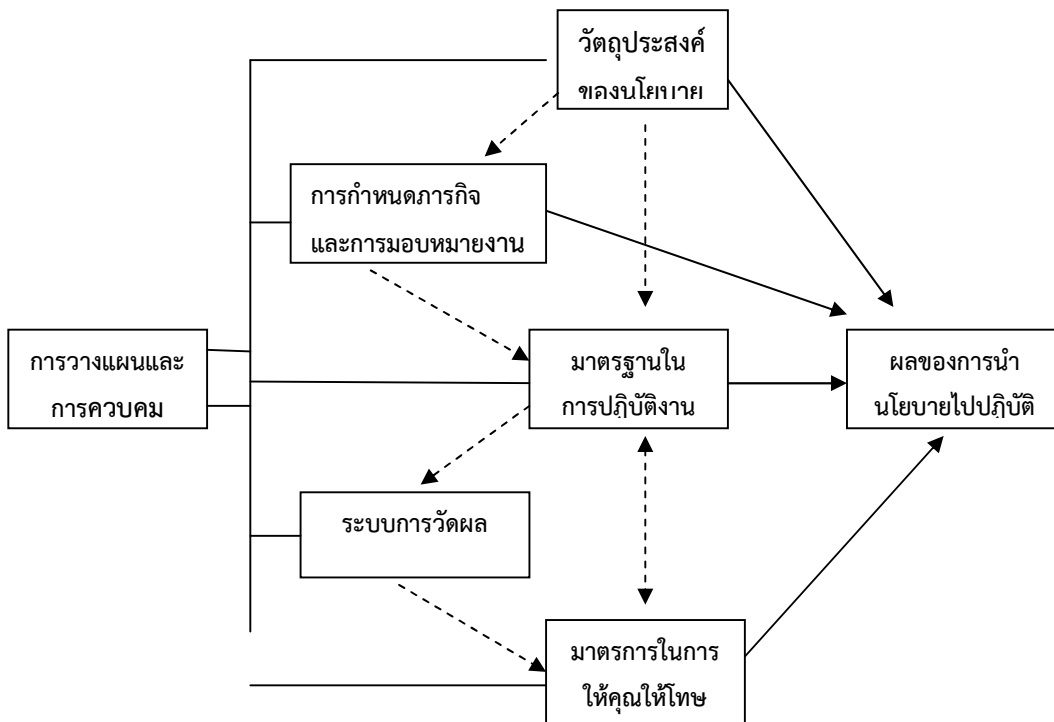 วัตถุประสงค์
ของนโยบาย
การกำหนดภารกิจ
และการมอบหมายงาน
การวางแผนและ
การควบคุม
มาตรฐานใน
การปฏิบัติงาน
ผลของการนำ
นโยบายไปปฏิบัติ
ระบบการวัดผล
มาตรการในการ
ให้คุณให้โทษ